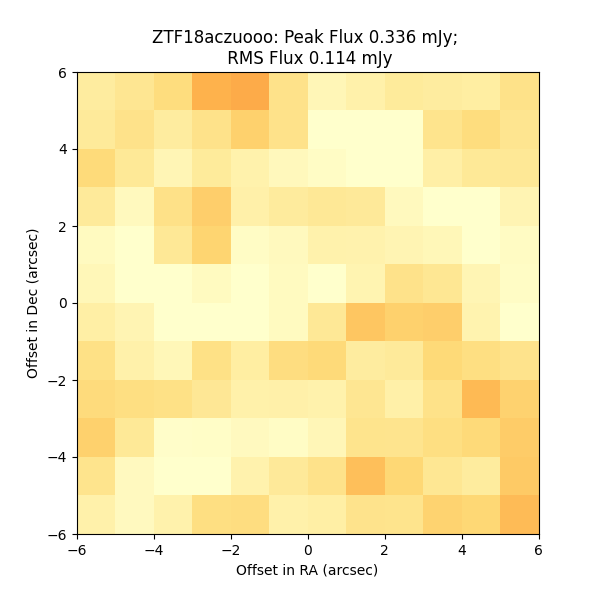 ZTF18aczuooo: Peak Flux 0.336 mJy;
RMS Flux 0.114 mJy
6
4
2
0
−2
−4
−6
Offset in Dec (arcsec)
−6 −4 −2 0 2 4 6
Offset in RA (arcsec)